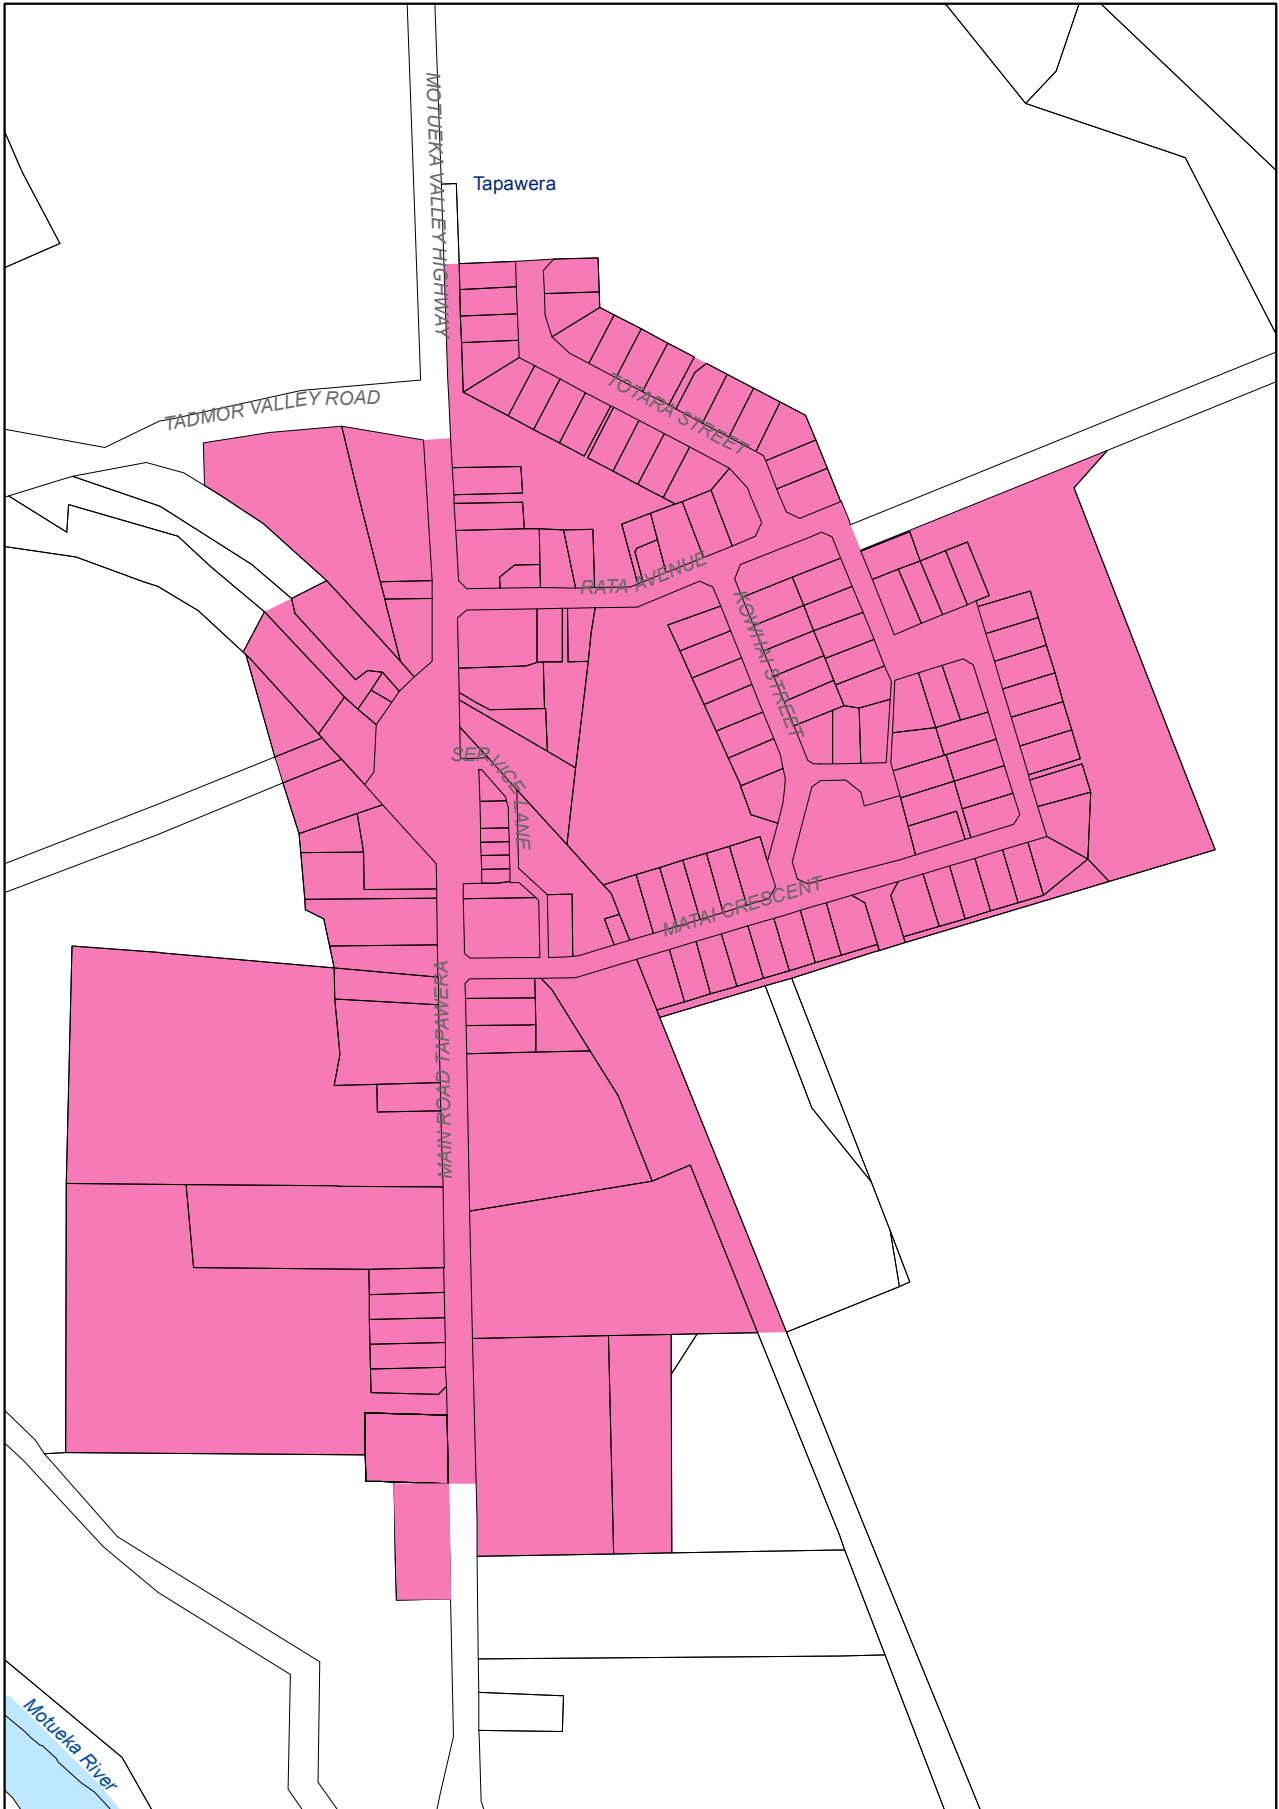 MOTUEKA VALLEY HIGHWAY
Tapawera
TADMOR VALLEY ROAD
TOTARA STREET
RATA AVENUE
KOWHAI STREET
SERVICE LANE
MATAI CRESCENT
MAIN ROAD TAPAWERA
Motueka River